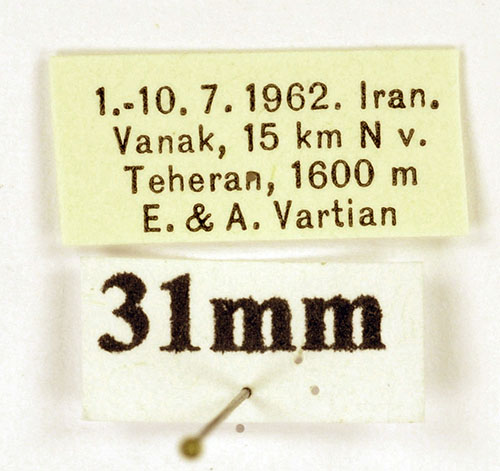 1.-10. 7. 1962. Iran.
Vanak, 15 km N v.
Teheran, 1600 m
E. & A. Vartian
31mm